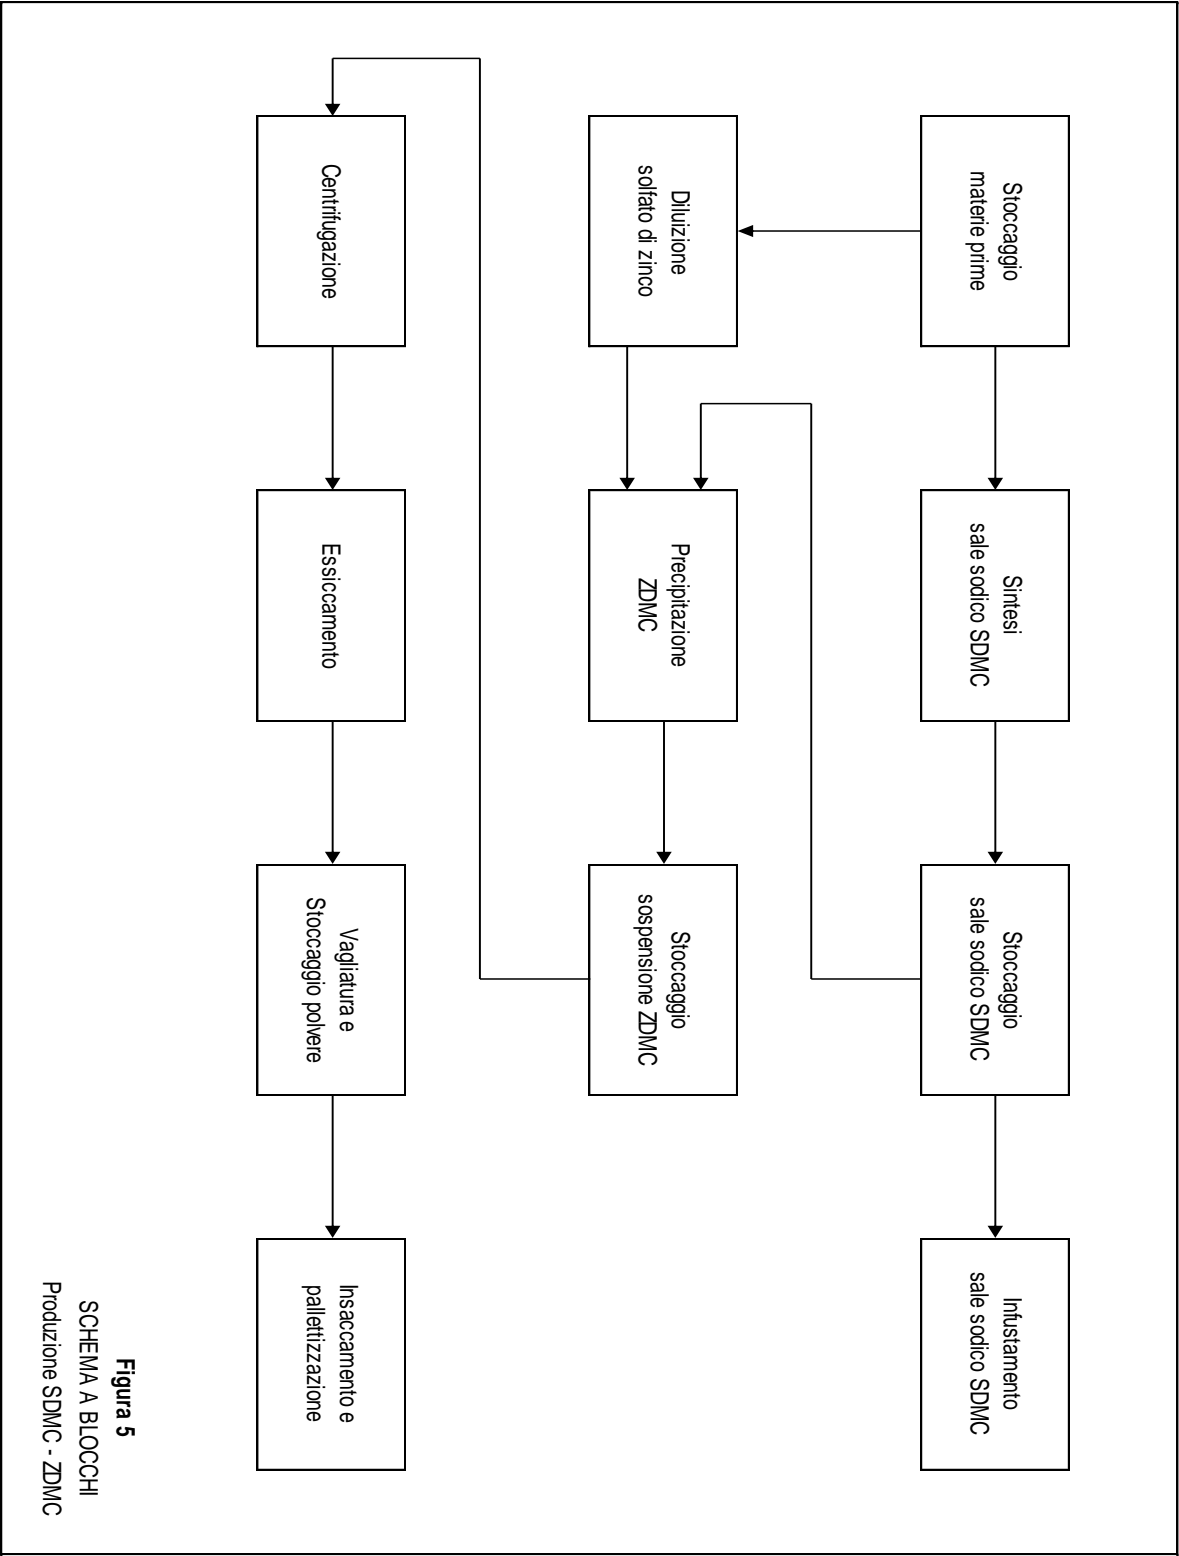 Stoccaggio
materie prime
Sintesi
sale sodico SDMC
Stoccaggio
sale sodico SDMC
Infustamento
sale sodico SDMC
Diluizione
solfato di zinco
Precipitazione
ZDMC
Stoccaggio
sospensione ZDMC
Centrifugazione
Essiccamento
Vagliatura e
Stoccaggio polvere
Insaccamento e
pallettizzazione
Figura 5
SCHEMA A BLOCCHI
Produzione SDMC - ZDMC